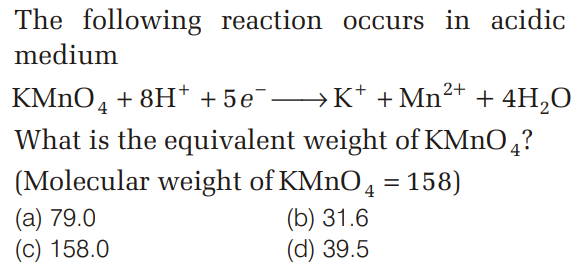 The following reaction occurs in acidic
medium
KMnO₄ + 8H⁺ + 5e⁻ ⟶ K⁺ + Mn²⁺ + 4H₂O
What is the equivalent weight of KMnO₄?
(Molecular weight of KMnO₄ = 158)
(a) 79.0 (b) 31.6
(c) 158.0 (d) 39.5